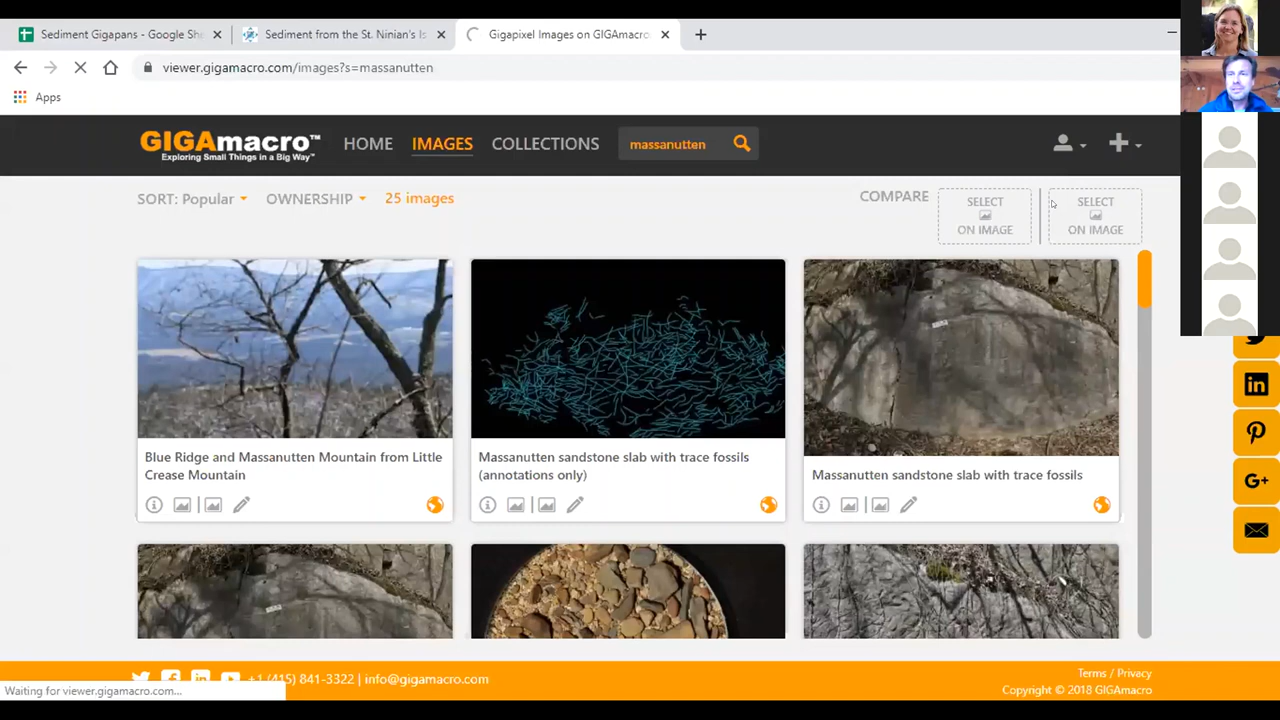 Sediment Gigapans - Google She
Sediment from the St. Ninian's Is
Gigapixel Images on GIGAmacro
viewer.gigamacro.com/images?s=massanutten
Apps
GIGAmacro™
Exploring Small Things in a Big Way™
HOME
IMAGES
COLLECTIONS
massanutten
SORT: Popular
OWNERSHIP
25 images
COMPARE
SELECT
ON IMAGE
SELECT
ON IMAGE
Blue Ridge and Massanutten Mountain from Little
Crease Mountain
Massanutten sandstone slab with trace fossils
(annotations only)
Massanutten sandstone slab with trace fossils
+1 (415) 841-3322 | info@gigamacro.com
Terms / Privacy
Copyright © 2018 GIGAmacro
Waiting for viewer.gigamacro.com...